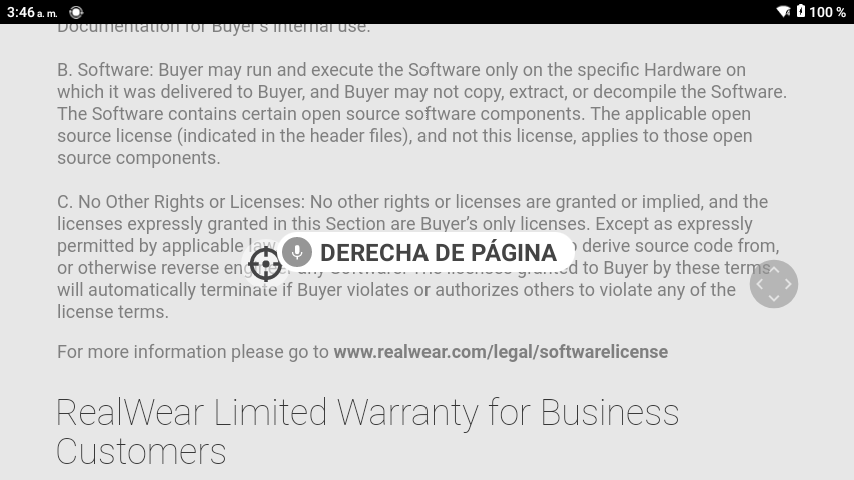 3:46 a. m.
100 %
Documentation for Buyer's internal use.
B. Software: Buyer may run and execute the Software only on the specific Hardware on
which it was delivered to Buyer, and Buyer may not copy, extract, or decompile the Software.
The Software contains certain open source software components. The applicable open
source license (indicated in the header files), and not this license, applies to those open
source components.
C. No Other Rights or Licenses: No other rights or licenses are granted or implied, and the
licenses expressly granted in this Section are Buyer's only licenses. Except as expressly
permitted by applicable law
DERECHA DE PÁGINA
derive source code from,
or otherwise reverse engineer any Software. The licenses granted to Buyer by these terms
will automatically terminate if Buyer violates or authorizes others to violate any of the
license terms.
For more information please go to www.realwear.com/legal/softwarelicense
RealWear Limited Warranty for Business
Customers